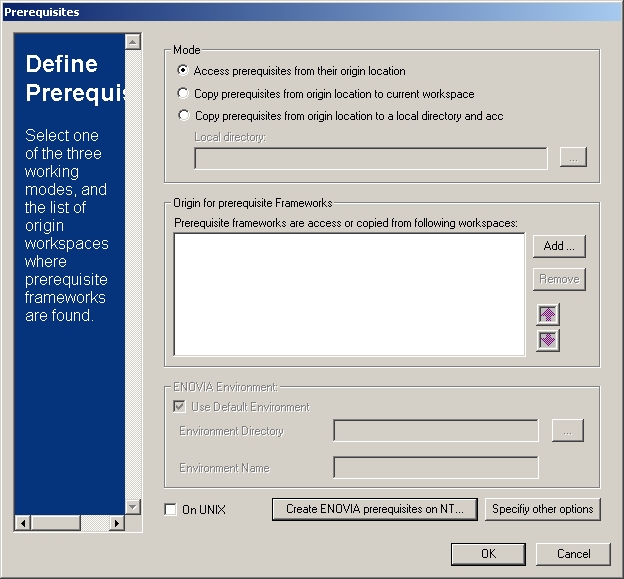 Prerequisites
Define
Prerequis
Select one
of the three
working
modes, and
the list of
origin
workspaces
where
prerequisite
frameworks
are found.
Mode
Access prerequisites from their origin location
Copy prerequisites from origin location to current workspace
Copy prerequisites from origin location to a local directory and acc
Local directory:
...
Origin for prerequisite Frameworks
Prerequisite frameworks are access or copied from following workspaces:
Add ...
Remove
ENOVIA Environment:
Use Default Environment
Environment Directory
...
Environment Name
On UNIX
Create ENOVIA prerequisites on NT...
Specifiy other options
OK
Cancel